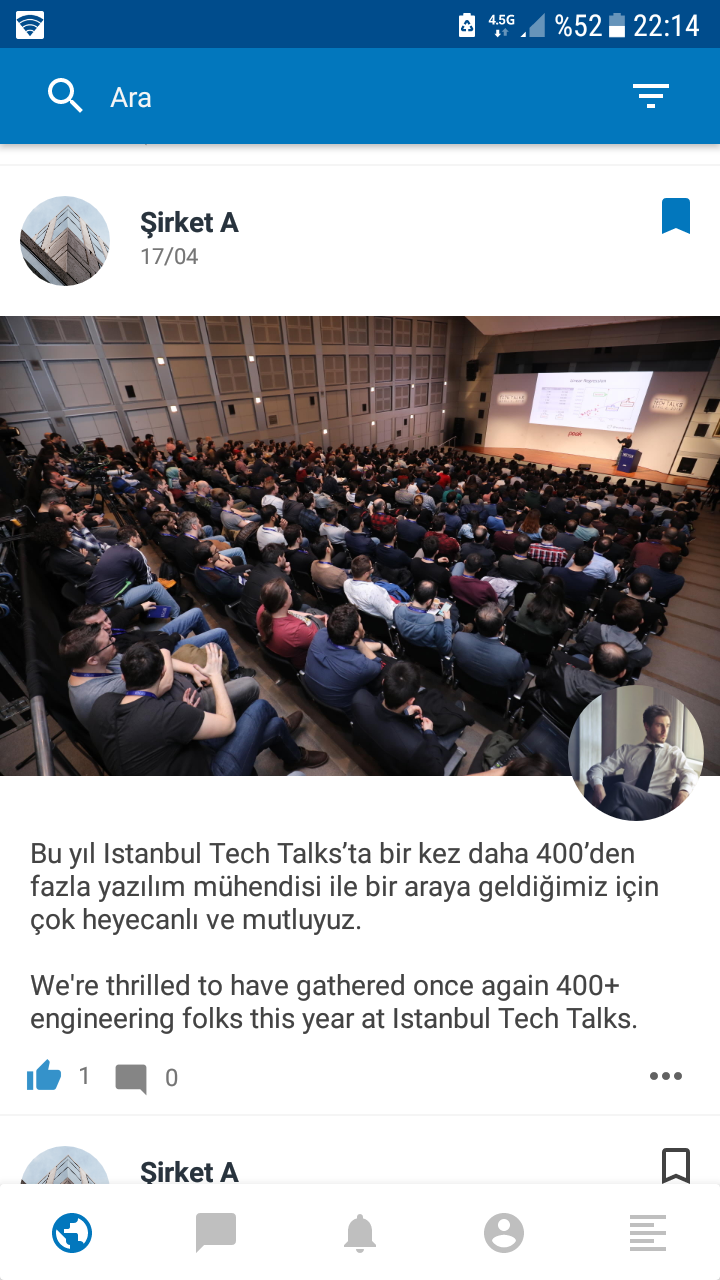 4.5G %52 22:14
Ara
Şirket A
17/04
Linear Regression
Bu yıl Istanbul Tech Talks’ta bir kez daha 400’den
fazla yazılım mühendisi ile bir araya geldiğimiz için
çok heyecanlı ve mutluyuz.
We're thrilled to have gathered once again 400+
engineering folks this year at Istanbul Tech Talks.
1 0
Şirket A